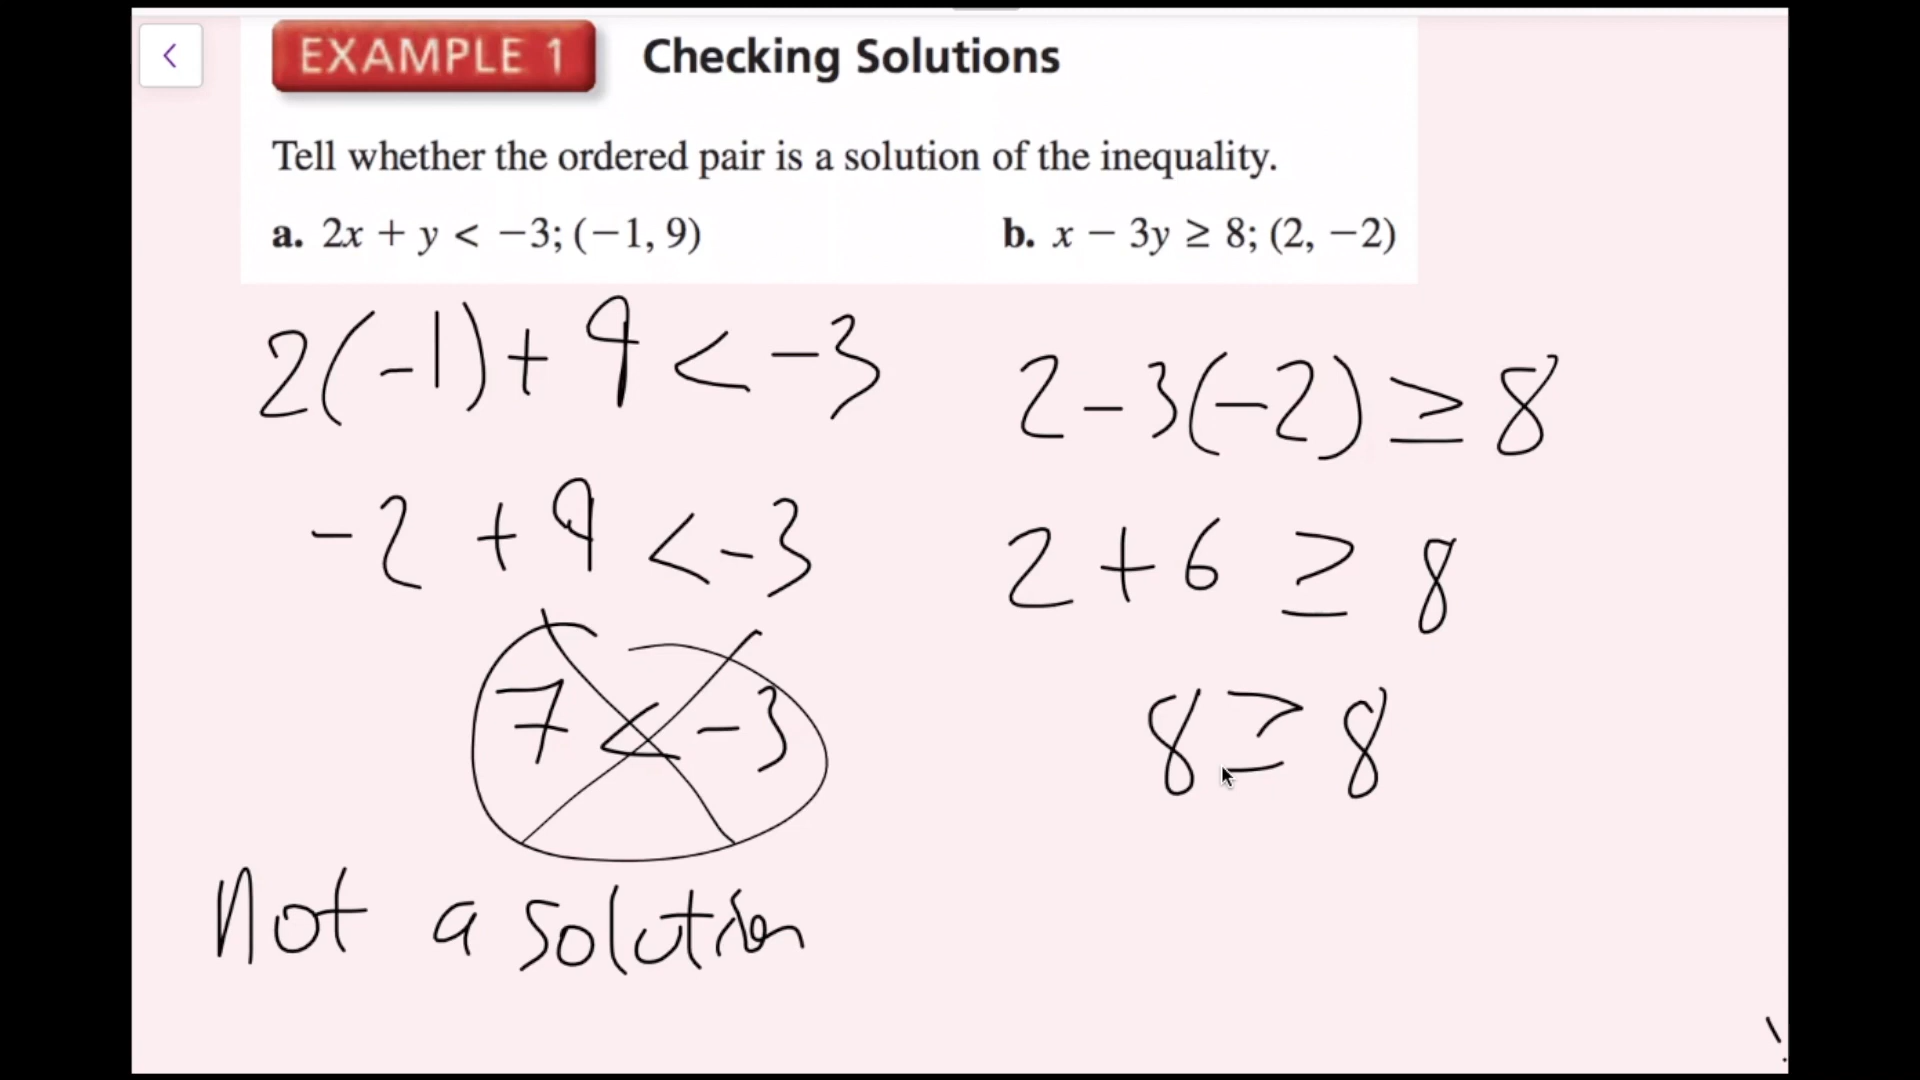 EXAMPLE 1 Checking Solutions
Tell whether the ordered pair is a solution of the inequality.
a. 2x + y < −3; (−1, 9) b. x − 3y ≥ 8; (2, −2)
2(-1) + 9 < -3
-2 + 9 < -3
7 < -3
Not a solution
2 - 3(-2) ≥ 8
2 + 6 ≥ 8
8 ≥ 8